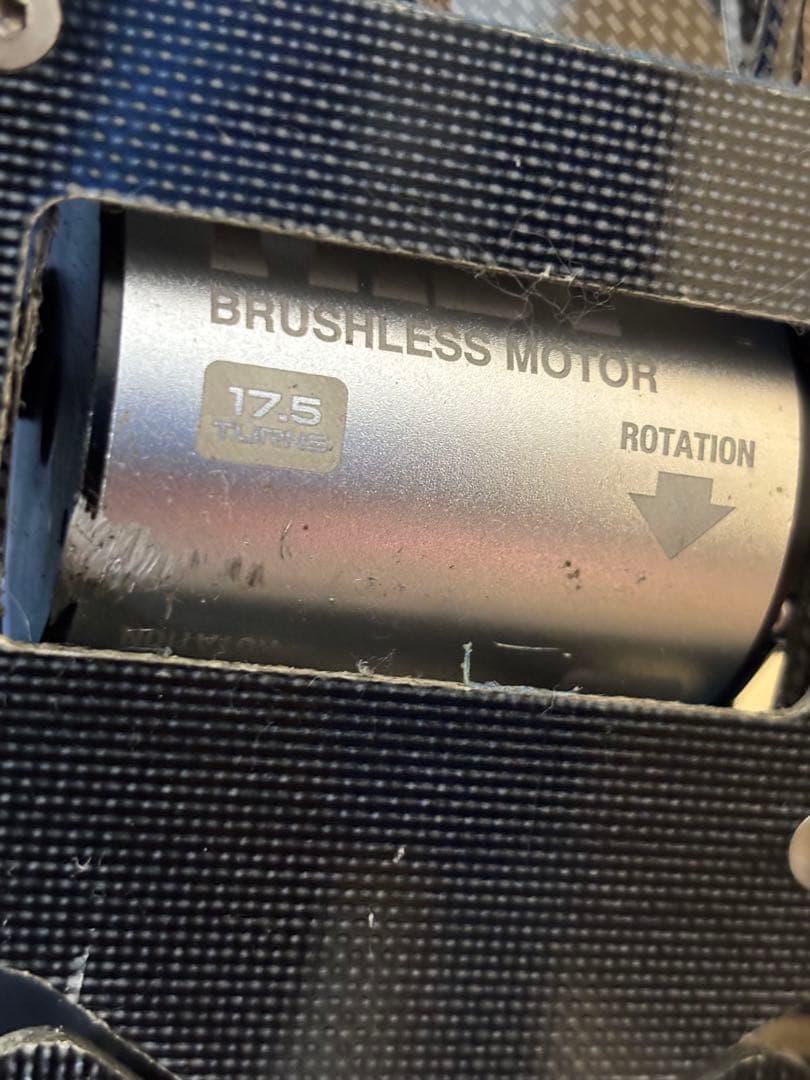 BRUSHLESS MOTOR
17.5
TURNS
ROTATION